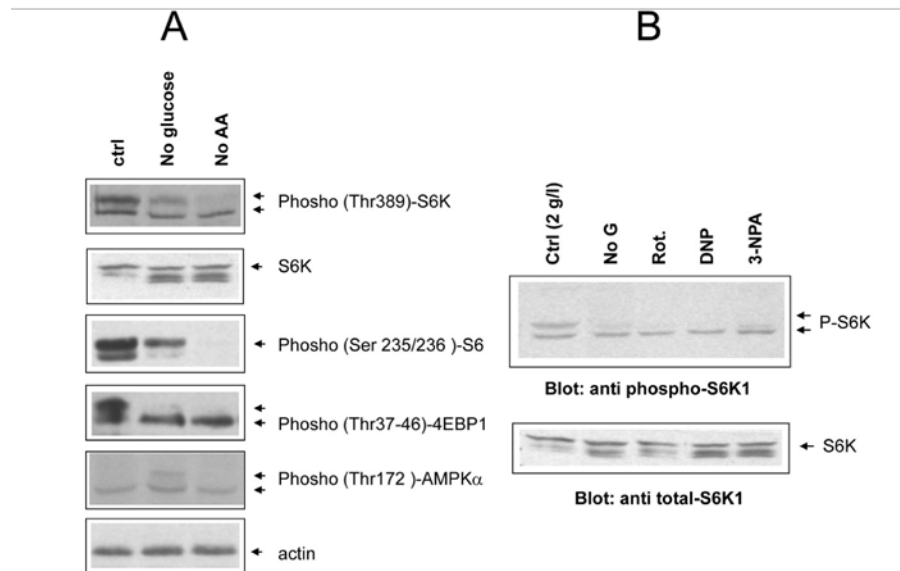 A
B
ctrl
No glucose
No AA
Phosho (Thr389)-S6K
S6K
Phosho (Ser 235/236 )-S6
Phosho (Thr37-46)-4EBP1
Phosho (Thr172 )-AMPKα
actin
Ctrl (2 g/l)
No G
Rot.
DNP
3-NPA
P-S6K
Blot: anti phospho-S6K1
S6K
Blot: anti total-S6K1